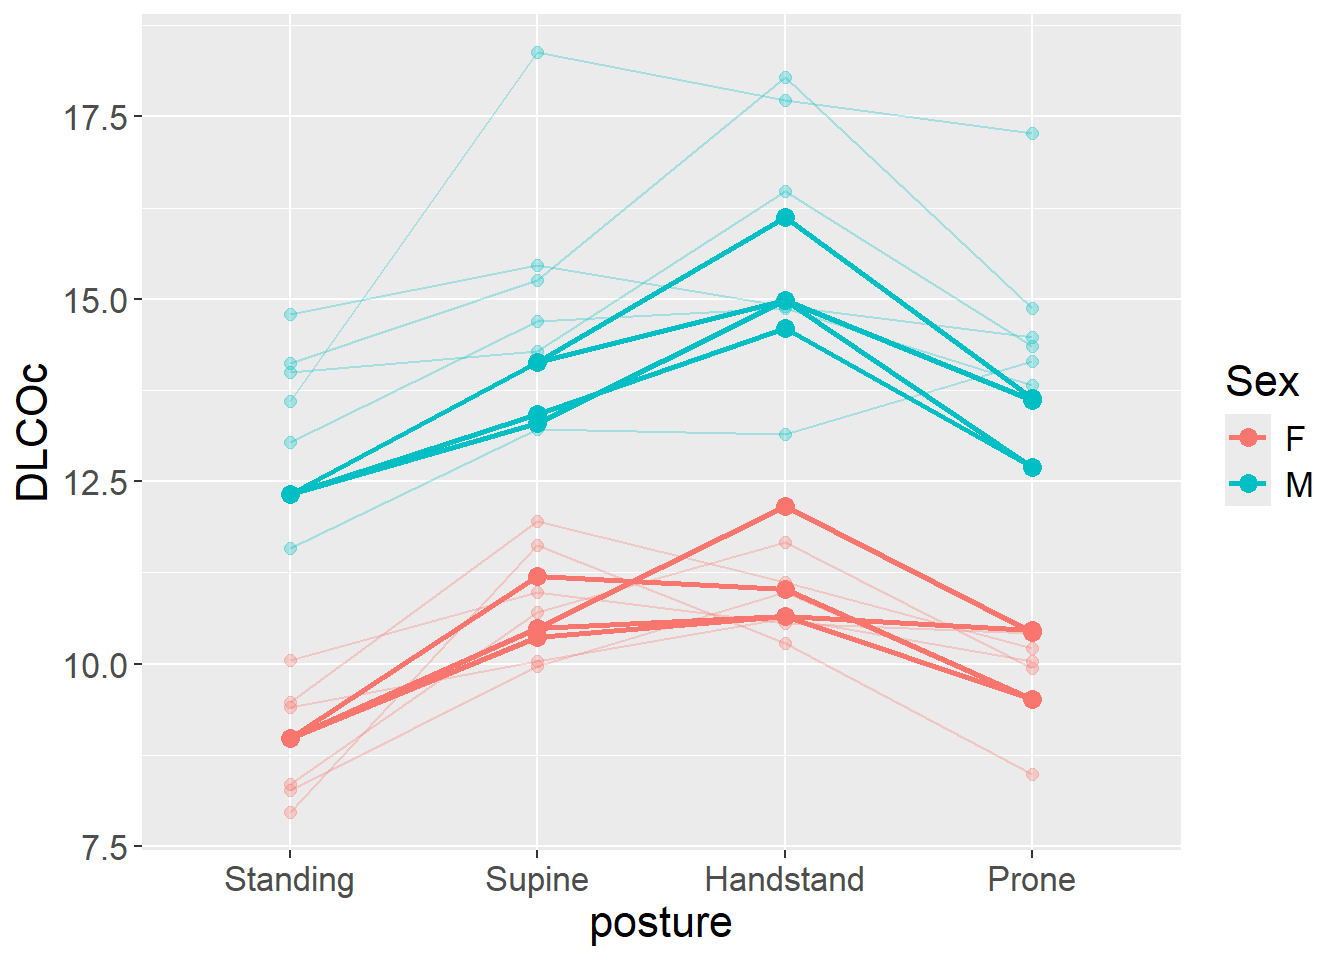 DLCOc
17.5
15.0
12.5
10.0
7.5
Standing Supine Handstand Prone
posture
Sex
F
M